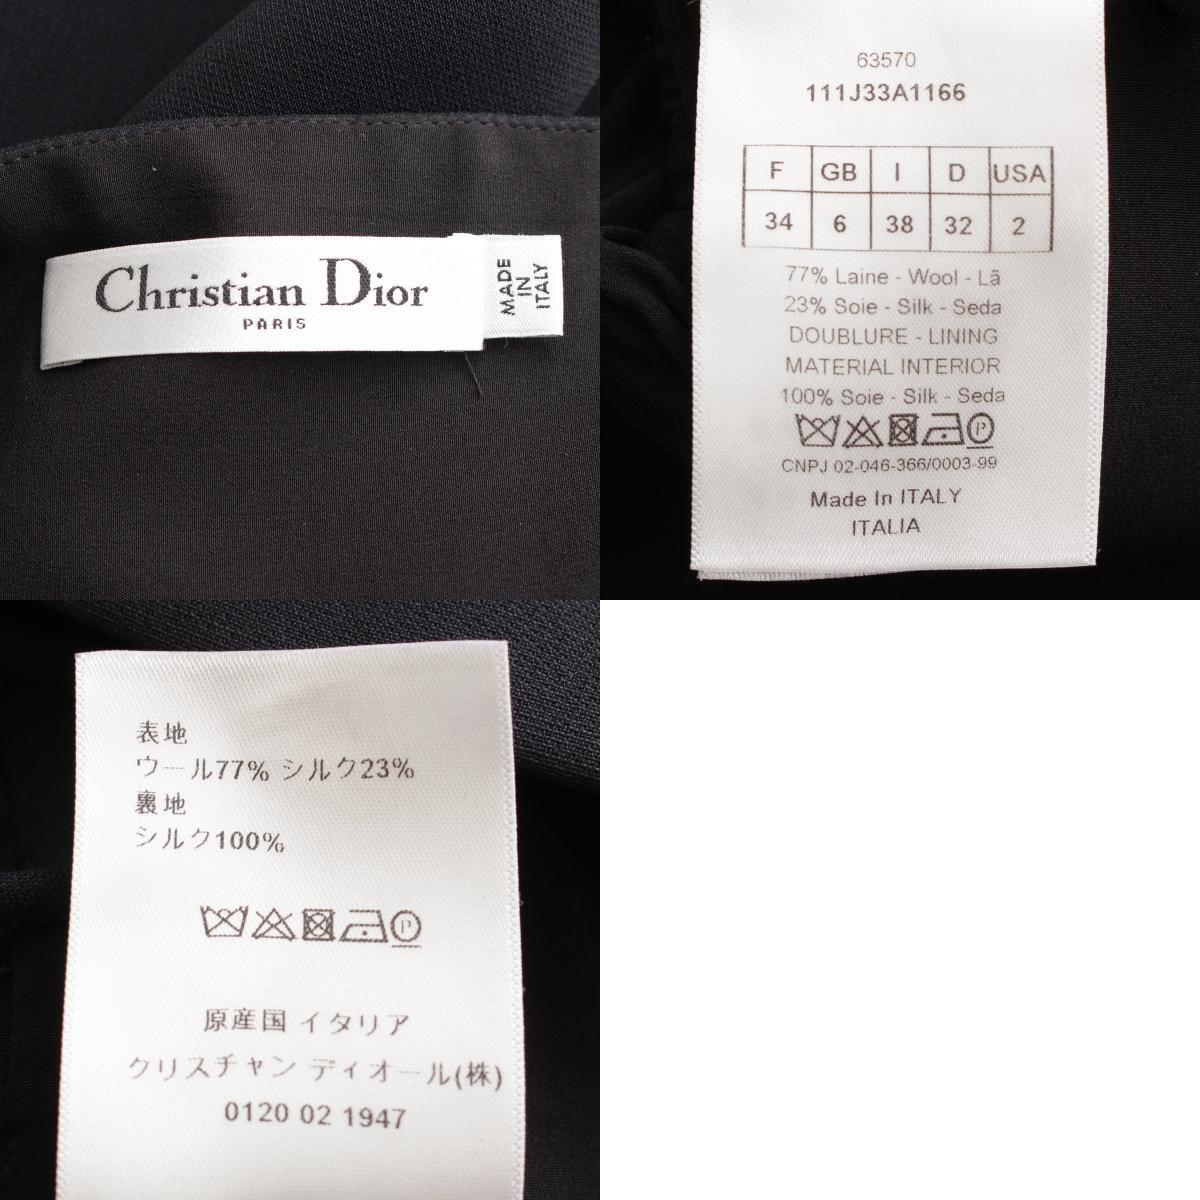 Christian Dior
PARIS
MADE
IN
ITALY
63570
111J33A1166
F GB I D USA
34 6 38 32 2
77% Laine - Wool - Lã
23% Soie - Silk - Seda
DOUBLURE - LINING
MATERIAL INTERIOR
100% Soie - Silk - Seda
P
CNPJ 02-046-366/0003-99
Made In ITALY
ITALIA
表地
ウール77% シルク23%
裏地
シルク100%
P
原産国 イタリア
クリスチャン ディオール(株)
0120 02 1947